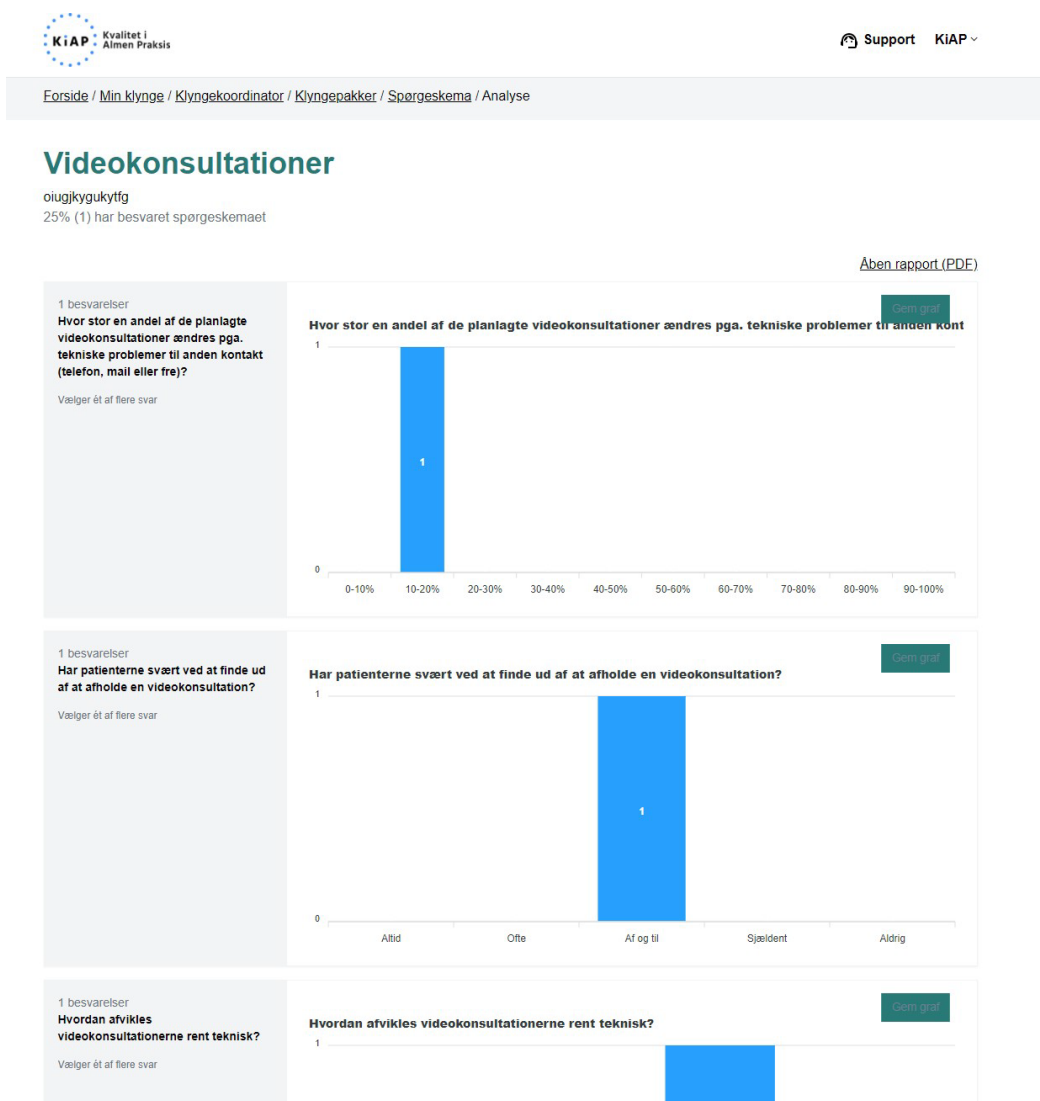 KiAP
Kvalitet i
Almen Praksis
Support KiAP
Forside / Min klynge / Klyngekoordinator / Klyngepakker / Spørgeskema / Analyse
Videokonsultationer
oiugjkygukytfg
25% (1) har besvaret spørgeskemaet
Åben rapport (PDF)
1 besvarelser
Hvor stor en andel af de planlagte
videokonsultationer ændres pga.
tekniske problemer til anden kontakt
(telefon, mail eller fre)?
Vælger ét af flere svar
Gem graf
Hvor stor en andel af de planlagte videokonsultationer ændres pga. tekniske problemer til anden kont
1
1
0
0-10% 10-20% 20-30% 30-40% 40-50% 50-60% 60-70% 70-80% 80-90% 90-100%
1 besvarelser
Har patienterne svært ved at finde ud
af at afholde en videokonsultation?
Vælger ét af flere svar
Gem graf
Har patienterne svært ved at finde ud af at afholde en videokonsultation?
1
1
0
Altid Ofte Af og til Sjældent Aldrig
1 besvarelser
Hvordan afvikles
videokonsultationerne rent teknisk?
Vælger ét af flere svar
Gem graf
Hvordan afvikles videokonsultationerne rent teknisk?
1